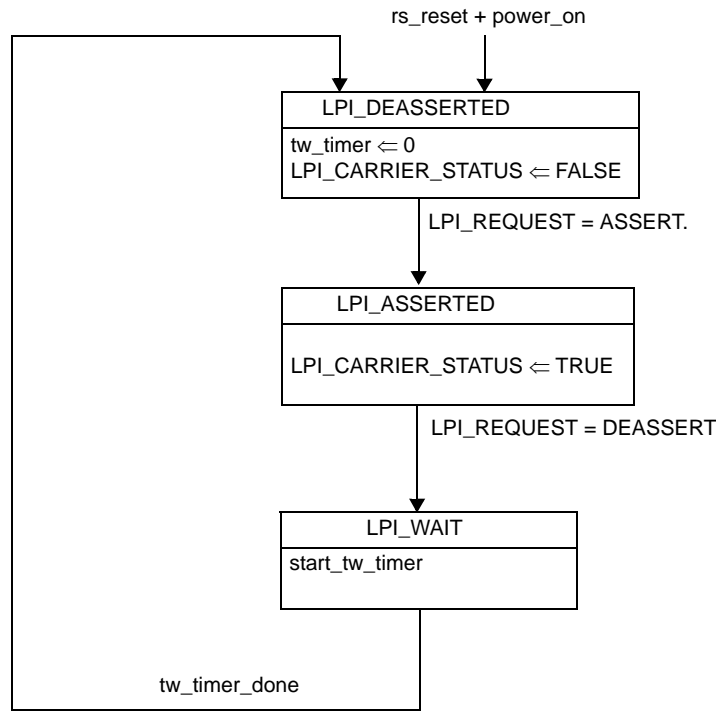 rs_reset + power_on
LPI_DEASSERTED
tw_timer ⇐ 0
LPI_CARRIER_STATUS ⇐ FALSE
LPI_REQUEST = ASSERT.
LPI_ASSERTED
LPI_CARRIER_STATUS ⇐ TRUE
LPI_REQUEST = DEASSERT
LPI_WAIT
start_tw_timer
tw_timer_done